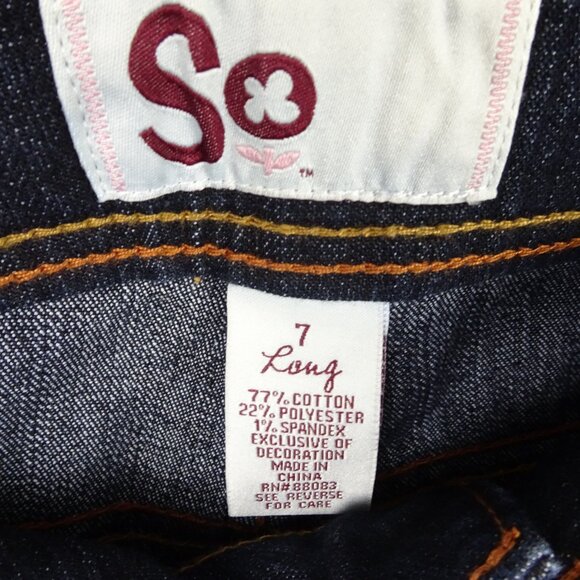 So
™
7
Long
77% COTTON
22% POLYESTER
1% SPANDEX
EXCLUSIVE OF
DECORATION
MADE IN
CHINA
RN#88083
SEE REVERSE
FOR CARE